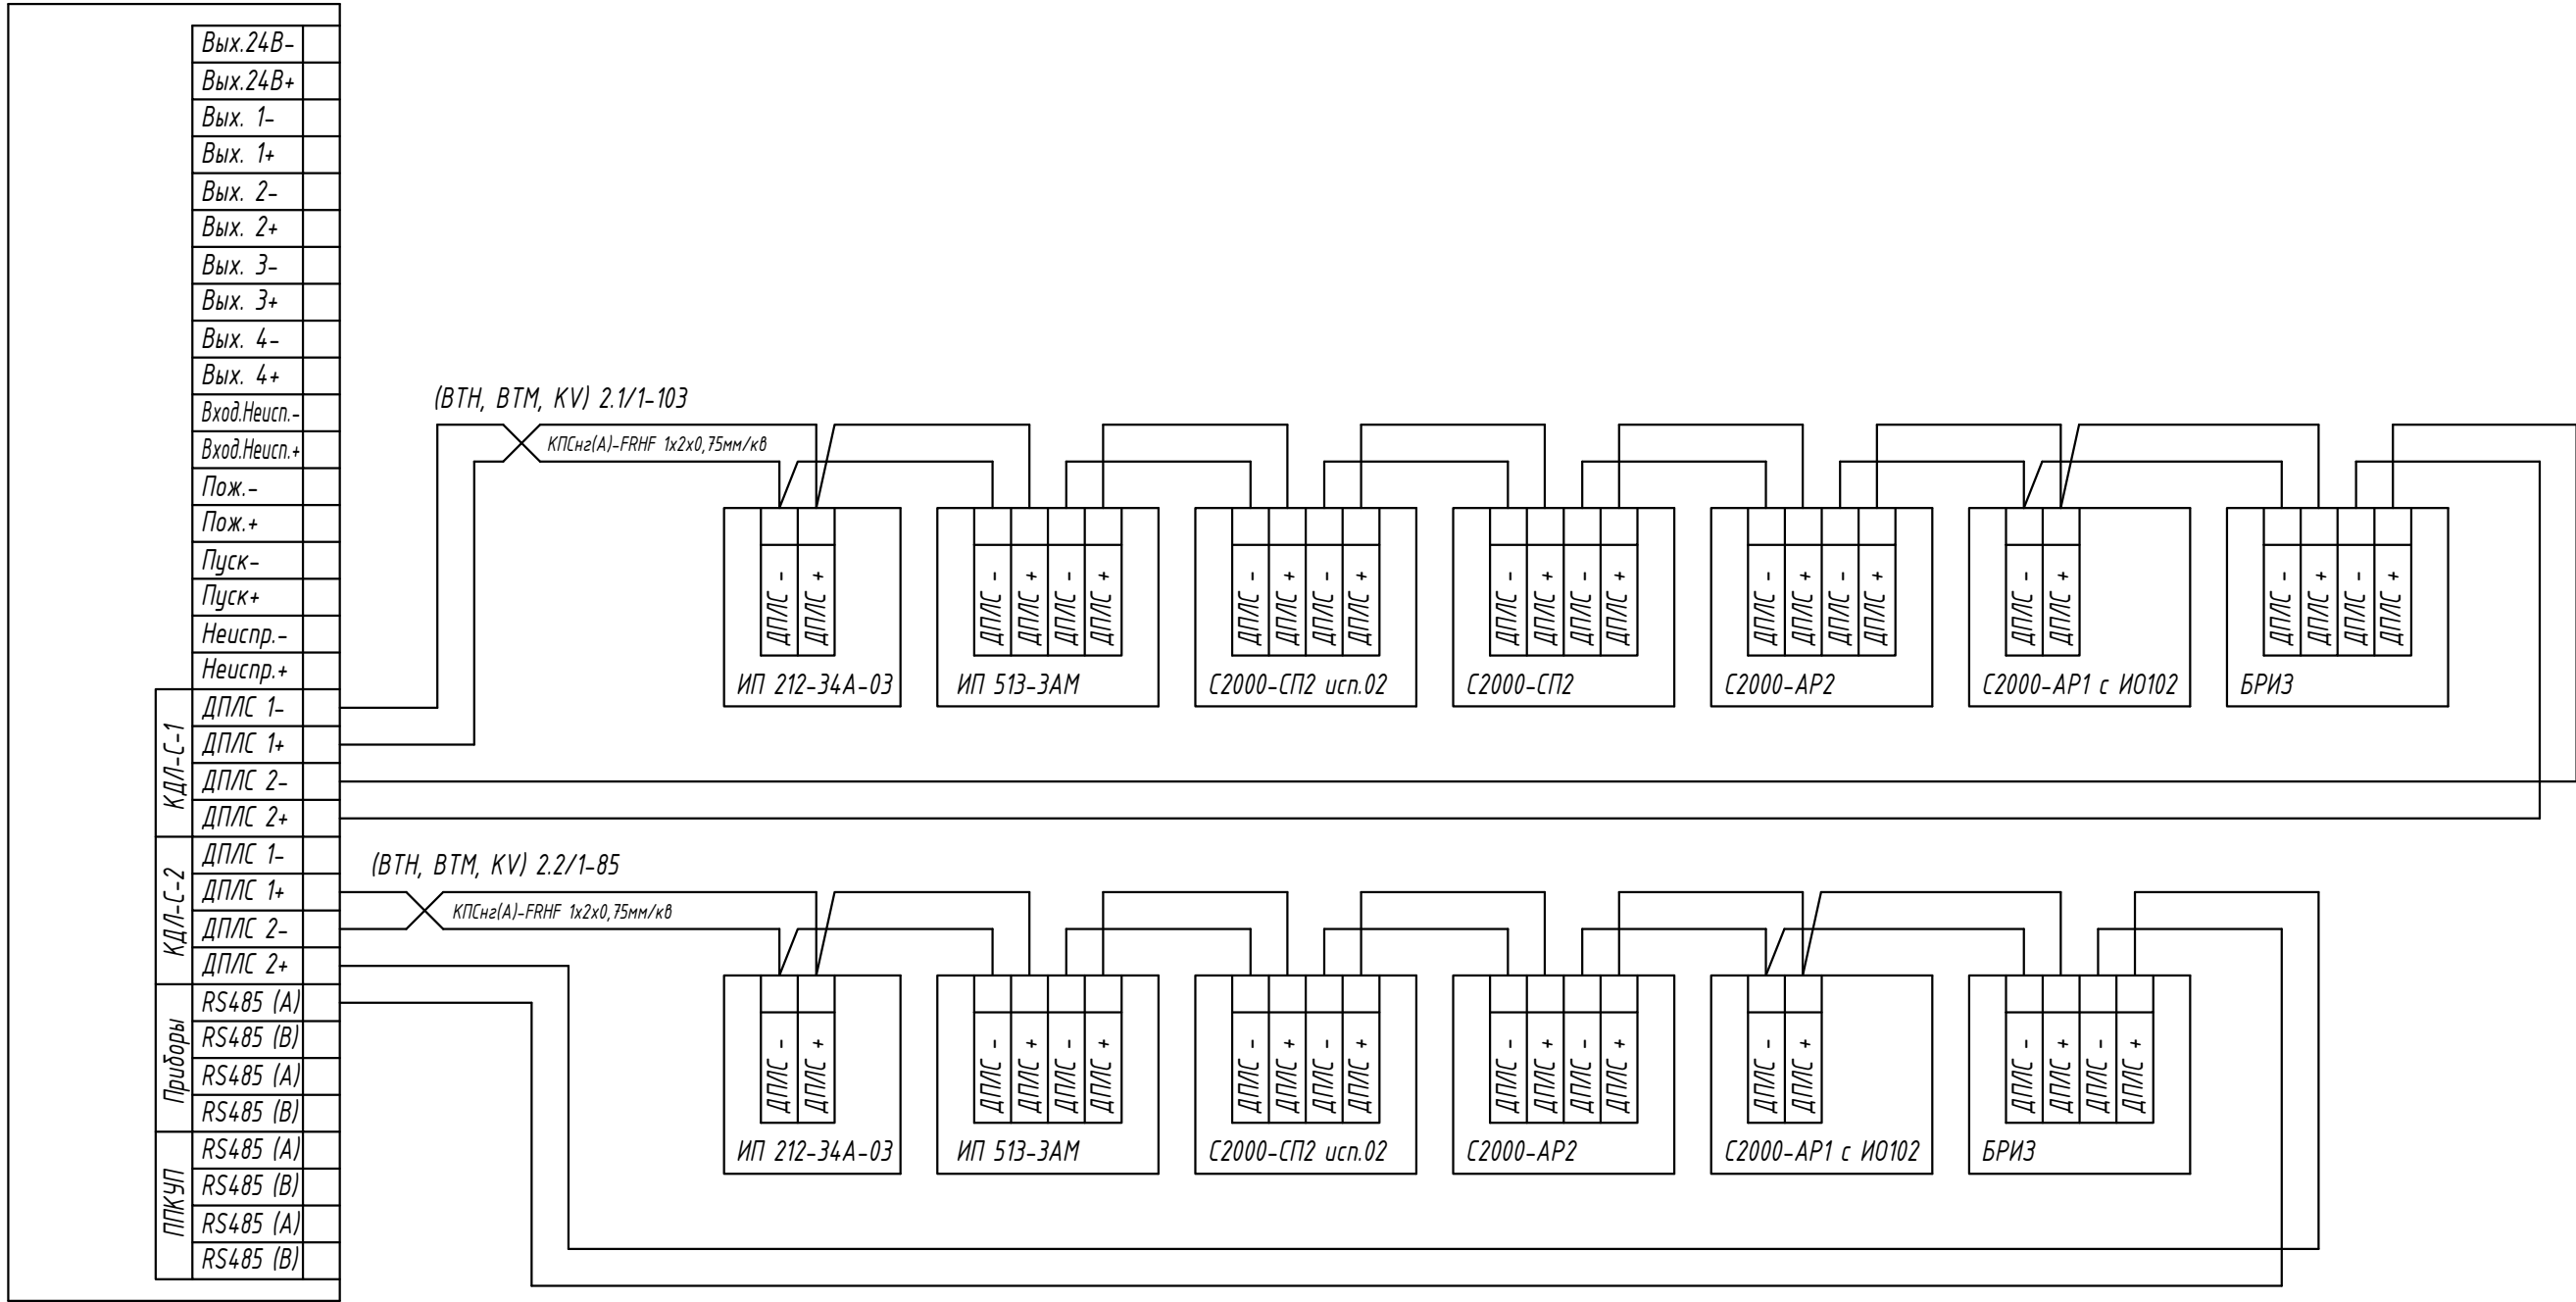 Вых.24В-
Вых.24В+
Вых. 1-
Вых. 1+
Вых. 2-
Вых. 2+
Вых. 3-
Вых. 3+
Вых. 4-
Вых. 4+
Вход.Неисп.-
Вход.Неисп.+
Пож.-
Пож.+
Пуск-
Пуск+
Неиспр.-
Неиспр.+
КДЛ-С-1
ДПЛС 1-
ДПЛС 1+
ДПЛС 2-
ДПЛС 2+
КДЛ-С-2
ДПЛС 1-
ДПЛС 1+
ДПЛС 2-
ДПЛС 2+
Приборы
RS485 (A)
RS485 (B)
RS485 (A)
RS485 (B)
ППКУП
RS485 (A)
RS485 (B)
RS485 (A)
RS485 (B)
(BTH, BTM, KV) 2.1/1-103
КПСнг(А)-FRHF 1x2x0,75мм/кв
ДПЛС -
ДПЛС +
ИП 212-34А-03
ДПЛС -
ДПЛС +
ДПЛС -
ДПЛС +
ИП 513-3АМ
ДПЛС -
ДПЛС +
ДПЛС -
ДПЛС +
С2000-СП2 исп.02
ДПЛС -
ДПЛС +
ДПЛС -
ДПЛС +
С2000-СП2
ДПЛС -
ДПЛС +
ДПЛС -
ДПЛС +
С2000-АР2
ДПЛС -
ДПЛС +
С2000-АР1 с ИО102
ДПЛС -
ДПЛС +
ДПЛС -
ДПЛС +
БРИЗ
(BTH, BTM, KV) 2.2/1-85
КПСнг(А)-FRHF 1x2x0,75мм/кв
ДПЛС -
ДПЛС +
ИП 212-34А-03
ДПЛС -
ДПЛС +
ДПЛС -
ДПЛС +
ИП 513-3АМ
ДПЛС -
ДПЛС +
ДПЛС -
ДПЛС +
С2000-СП2 исп.02
ДПЛС -
ДПЛС +
ДПЛС -
ДПЛС +
С2000-АР2
ДПЛС -
ДПЛС +
С2000-АР1 с ИО102
ДПЛС -
ДПЛС +
ДПЛС -
ДПЛС +
БРИЗ